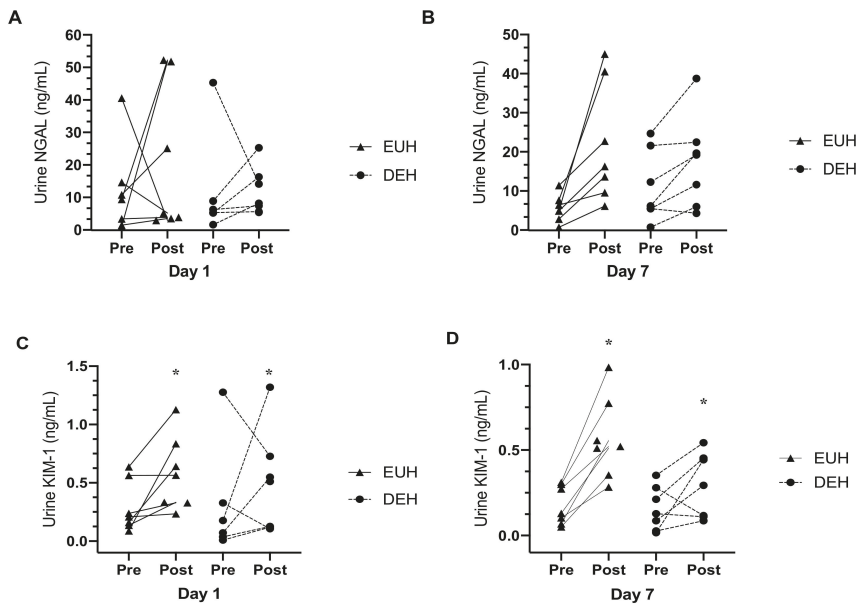 A
Urine NGAL (ng/mL)
60
50
40
30
20
10
0
Pre Post Pre Post
Day 1
EUH
DEH
B
Urine NGAL (ng/mL)
50
40
30
20
10
0
Pre Post Pre Post
Day 7
EUH
DEH
C
Urine KIM-1 (ng/mL)
1.5
1.0
0.5
0.0
* *
Pre Post Pre Post
Day 1
EUH
DEH
D
Urine KIM-1 (ng/mL)
1.0
0.5
0.0
*
*
Pre Post Pre Post
Day 7
EUH
DEH